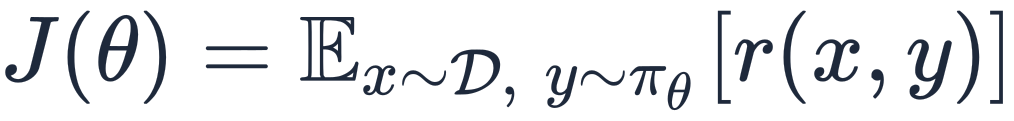 J(θ) = 𝔼_{x∼𝒟, y∼π_θ} [r(x, y)]